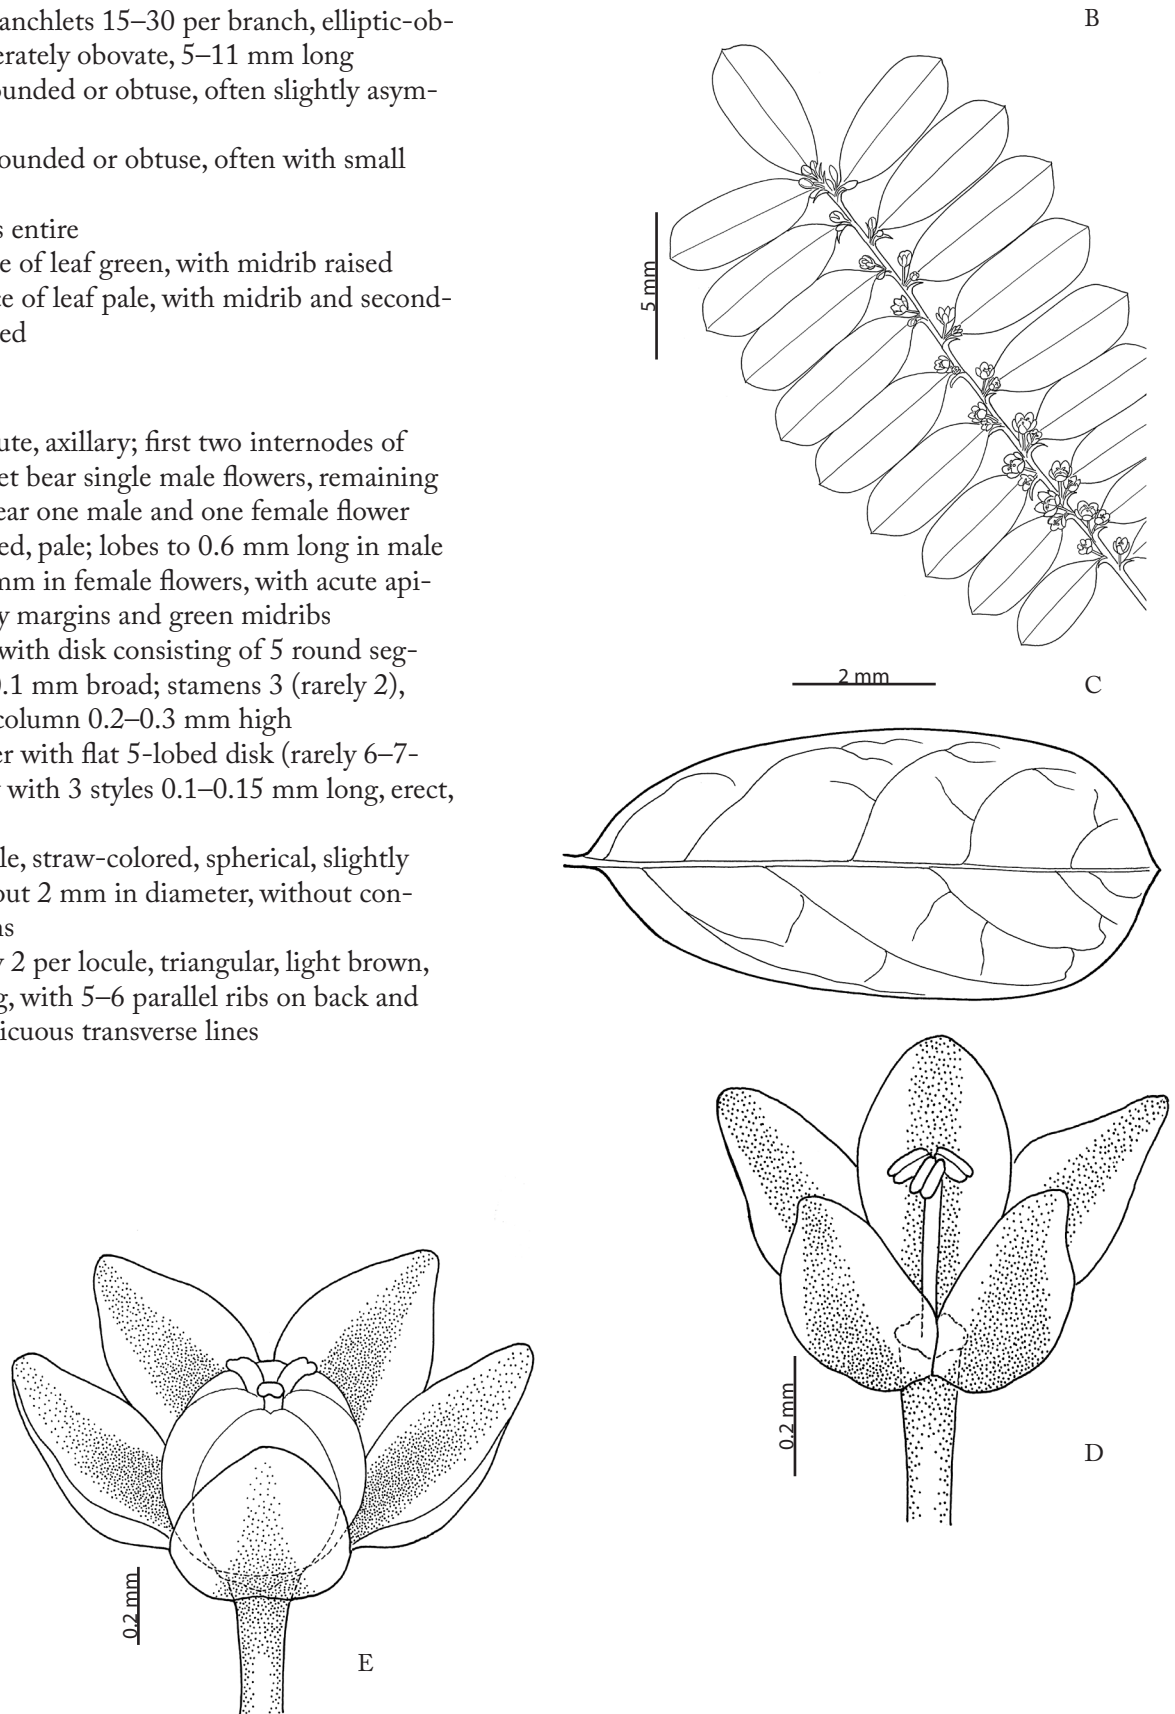 anchlets 15–30 per branch, elliptic-ob-
erately obovate, 5–11 mm long
ounded or obtuse, often slightly asym-
ounded or obtuse, often with small
s entire
e of leaf green, with midrib raised
ce of leaf pale, with midrib and second-
ed
ute, axillary; first two internodes of
et bear single male flowers, remaining
ear one male and one female flower
ed, pale; lobes to 0.6 mm long in male
mm in female flowers, with acute api-
y margins and green midribs
with disk consisting of 5 round seg-
0.1 mm broad; stamens 3 (rarely 2),
column 0.2–0.3 mm high
er with flat 5-lobed disk (rarely 6–7-
with 3 styles 0.1–0.15 mm long, erect,
le, straw-colored, spherical, slightly
out 2 mm in diameter, without con-
ns
y 2 per locule, triangular, light brown,
g, with 5–6 parallel ribs on back and
icuous transverse lines
B
5 mm
2 mm
C
0.2 mm
D
0.2 mm
E